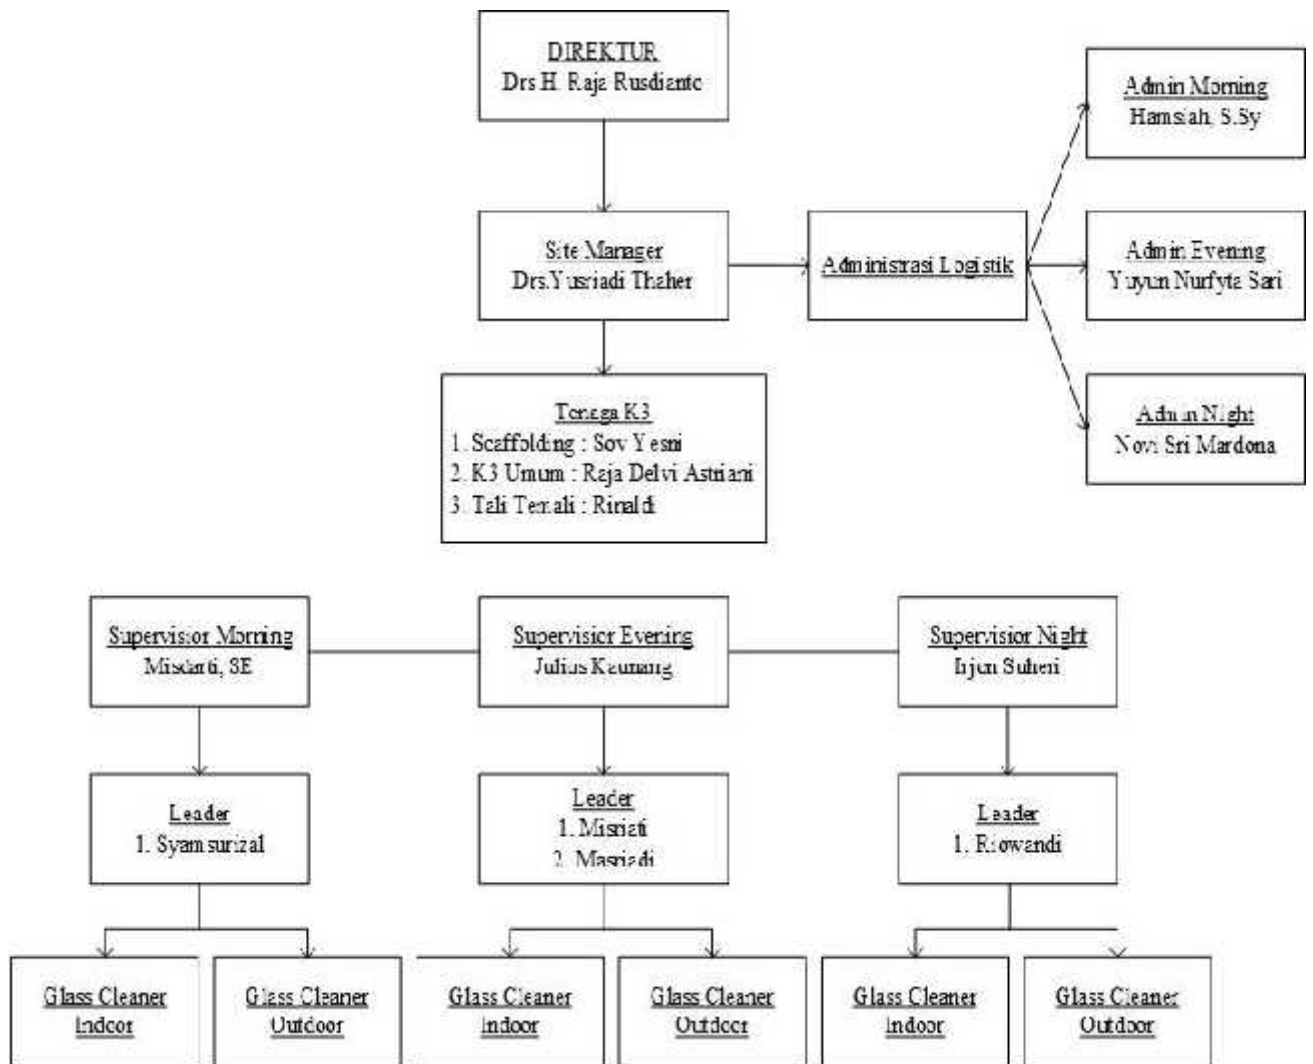 DIREKTUR
Drs H. Raja Rusdianto
Admin Morning
Hamsiah, S.Sy
Site Manager
Drs.Yusriadi Thaher
Administrasi Logistik
Admin Evening
Yuyun Nurfyta Sari
Tenaga K3
1. Scaffolding : Sov Yesni
2. K3 Umum : Raja Delvi Astriani
3. Tali Temali : Rinaldi
Admin Night
Novi Sri Mardona
Supervisior Morning
Misdarti, SE
Supervisior Evening
Julius Kaunang
Supervisior Night
Suheri
Leader
1. Syamsurizal
Leader
1. Misriati
2. Masriadi
Leader
1. Riowandi
Glass Cleaner
Indoor
Glass Cleaner
Outdoor
Glass Cleaner
Indoor
Glass Cleaner
Outdoor
Glass Cleaner
Indoor
Glass Cleaner
Outdoor